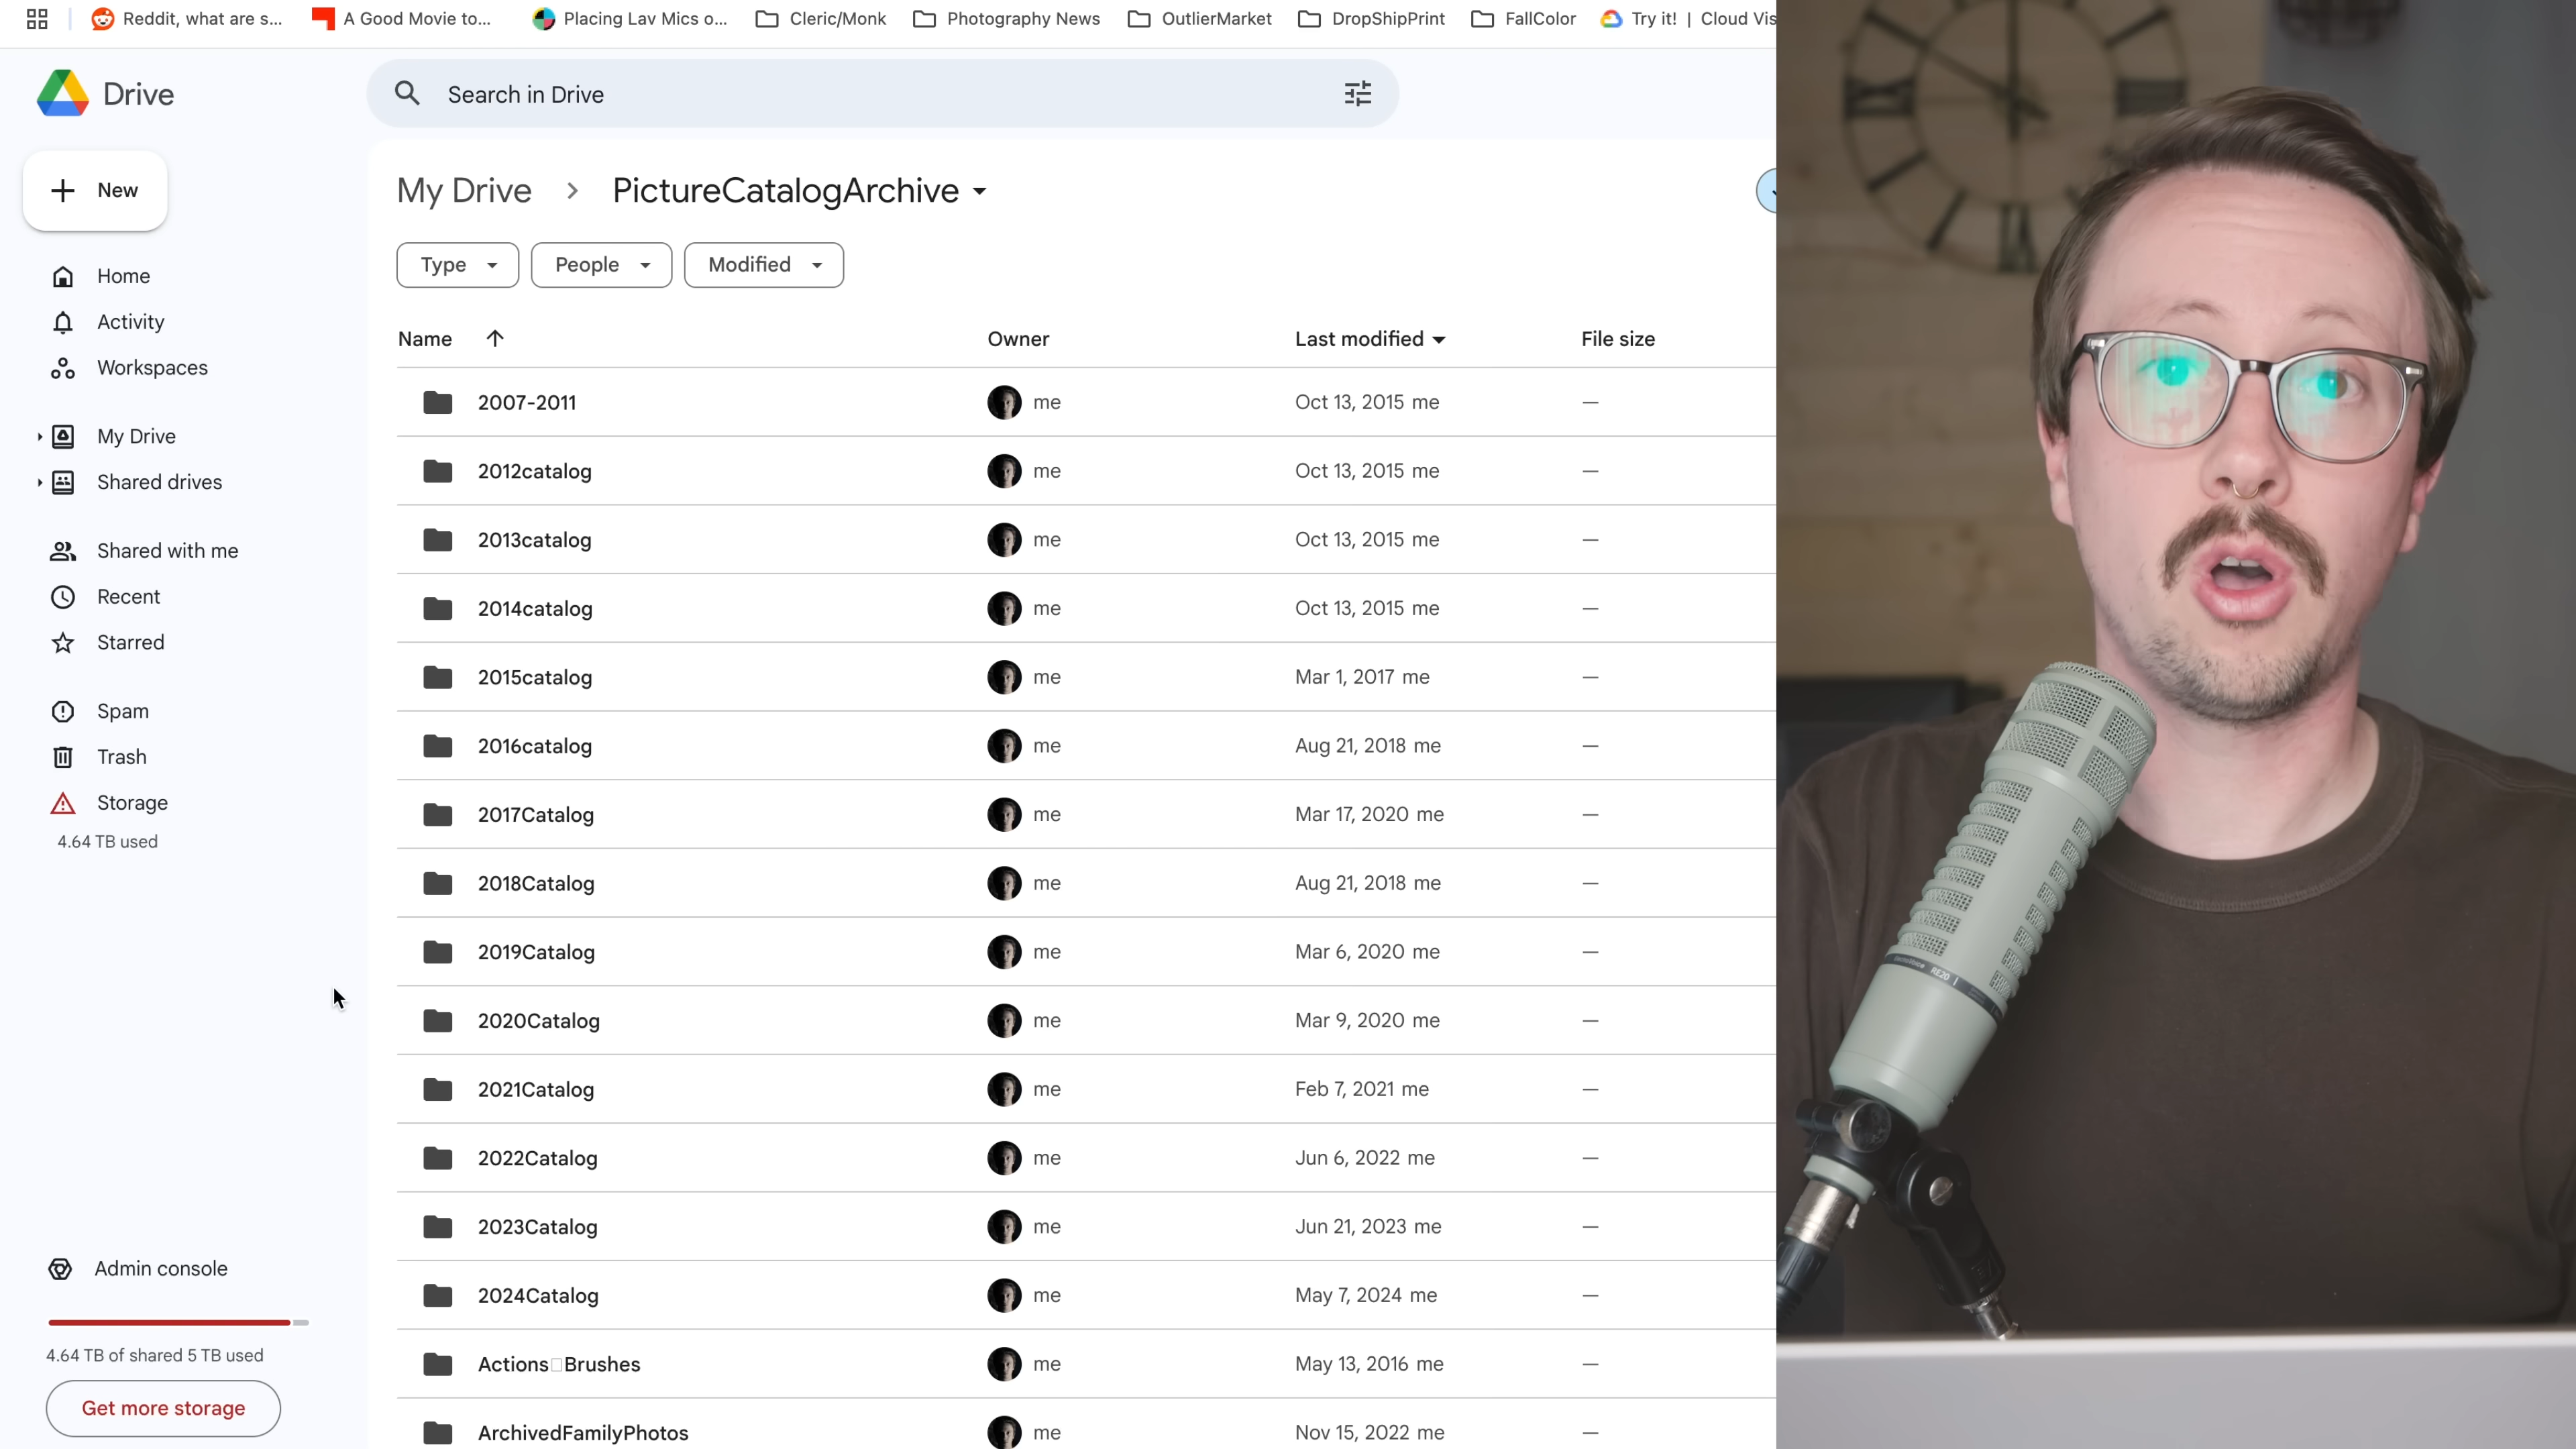 Reddit, what are s...
A Good Movie to...
Placing Lav Mics o...
Cleric/Monk
Photography News
OutlierMarket
DropShipPrint
FallColor
Try it! | Cloud Vis
Drive
Search in Drive
New
Home
Activity
Workspaces
My Drive
Shared drives
Shared with me
Recent
Starred
Spam
Trash
Storage
4.64 TB used
Admin console
4.64 TB of shared 5 TB used
Get more storage
My Drive > PictureCatalogArchive
Type People Modified
Name Owner Last modified File size
2007-2011 me Oct 13, 2015 me —
2012catalog me Oct 13, 2015 me —
2013catalog me Oct 13, 2015 me —
2014catalog me Oct 13, 2015 me —
2015catalog me Mar 1, 2017 me —
2016catalog me Aug 21, 2018 me —
2017Catalog me Mar 17, 2020 me —
2018Catalog me Aug 21, 2018 me —
2019Catalog me Mar 6, 2020 me —
2020Catalog me Mar 9, 2020 me —
2021Catalog me Feb 7, 2021 me —
2022Catalog me Jun 6, 2022 me —
2023Catalog me Jun 21, 2023 me —
2024Catalog me May 7, 2024 me —
Actions□Brushes me May 13, 2016 me —
ArchivedFamilyPhotos me Nov 15, 2022 me —
RE20